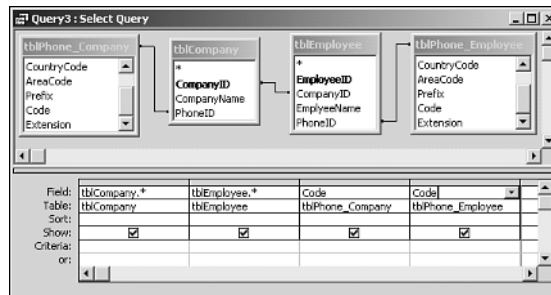 Query3 : Select Query
tblPhone_Company
CountryCode
AreaCode
Prefix
Code
Extension
tblCompany
*
CompanyID
CompanyName
PhoneID
tblEmployee
*
EmployeeID
CompanyID
EmplyeeName
PhoneID
tblPhone_Employee
CountryCode
AreaCode
Prefix
Code
Extension
Field: tblCompany.* tblEmployee.* Code Code
Table: tblCompany tblEmployee tblPhone_Company tblPhone_Employee
Sort:
Show:
Criteria:
or: